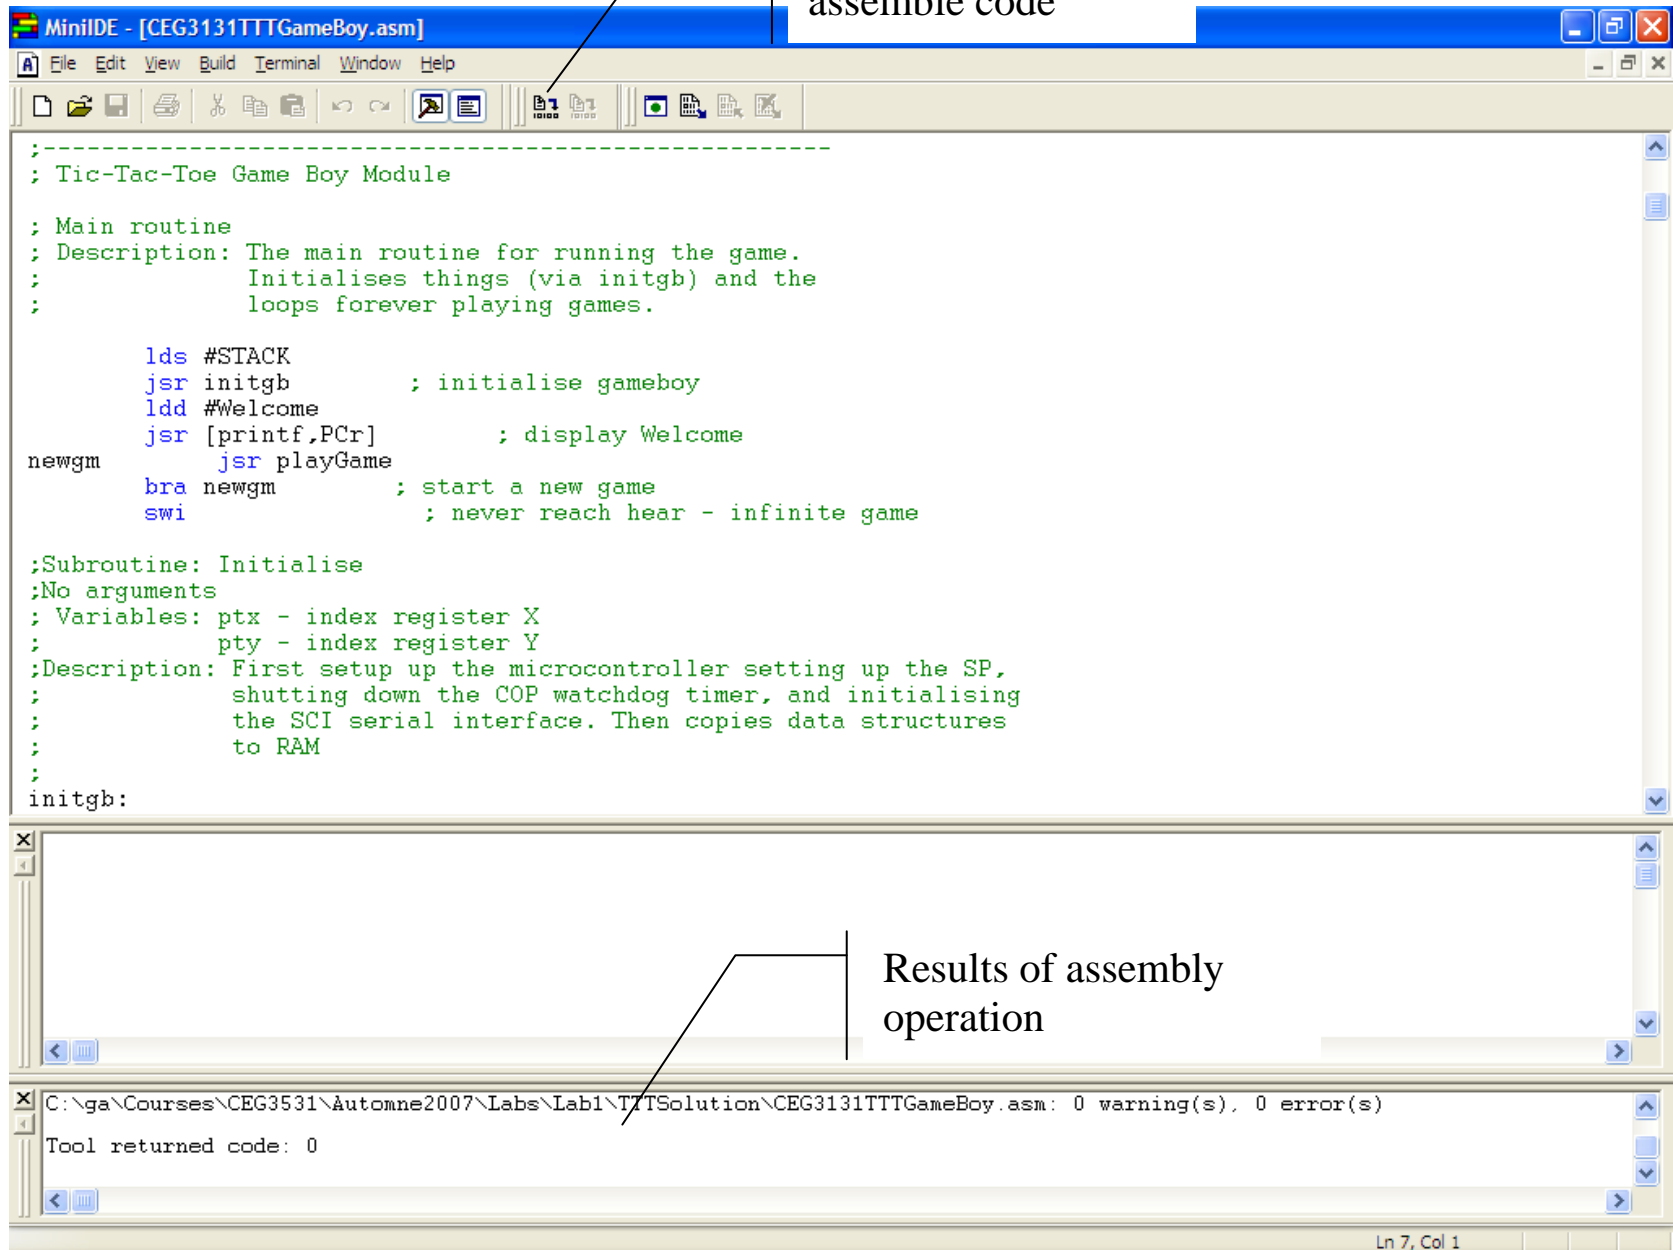 assemble code
MiniIDE - [CEG3131TTTGameBoy.asm]
File Edit View Build Terminal Window Help
;------------------------------------------------------
; Tic-Tac-Toe Game Boy Module
; Main routine
; Description: The main routine for running the game.
;              Initialises things (via initgb) and the
;              loops forever playing games.
        lds #STACK
        jsr initgb        ; initialise gameboy
        ldd #Welcome
        jsr [printf,PCr]        ; display Welcome
newgm        jsr playGame
        bra newgm        ; start a new game
        swi                ; never reach hear - infinite game
;Subroutine: Initialise
;No arguments
; Variables: ptx - index register X
;            pty - index register Y
;Description: First setup up the microcontroller setting up the SP,
;             shutting down the COP watchdog timer, and initialising
;             the SCI serial interface. Then copies data structures
;             to RAM
;
initgb:
Results of assembly
operation
C:\ga\Courses\CEG3531\Automne2007\Labs\Lab1\TTTSolution\CEG3131TTTGameBoy.asm: 0 warning(s), 0 error(s)
Tool returned code: 0
Ln 7, Col 1